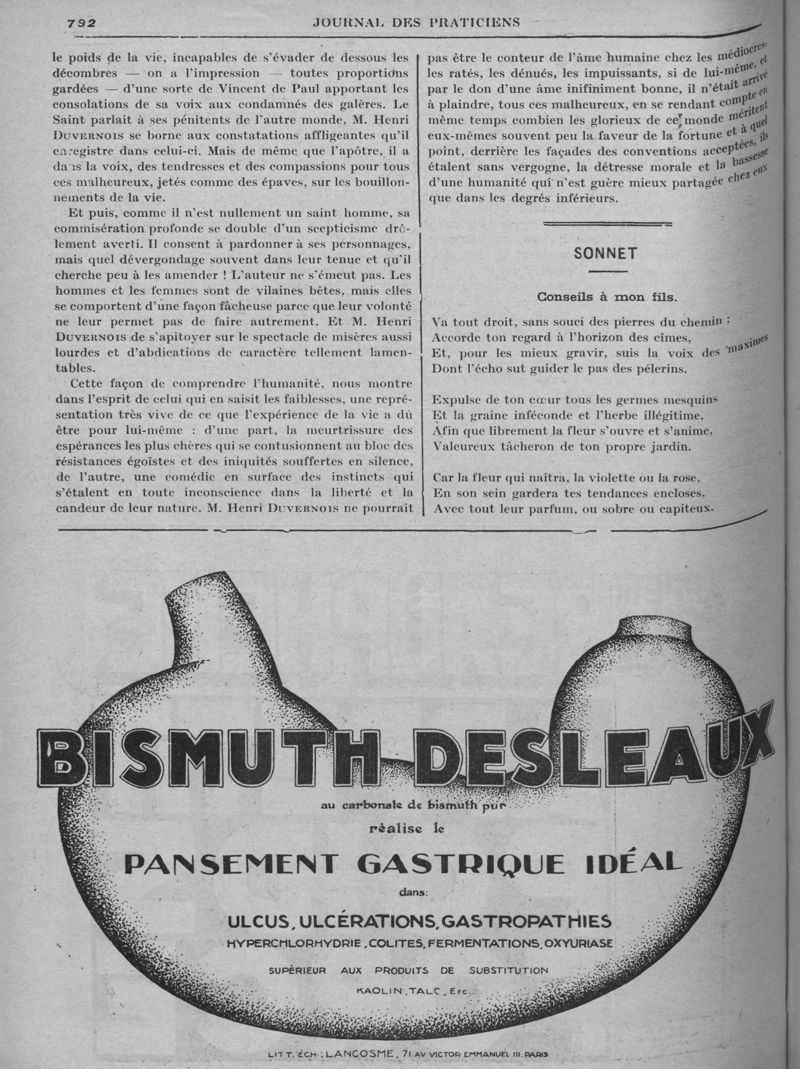 792
JOURNAL DES PRATICIENS
le poids de la vie, incapables de s'évader de dessous les
décombres — on a l'impression — toutes proportions
gardées — d'une sorte de Vincent de Paul apportant les
consolations de sa voix aux condamnés des galères. Le
Saint parlait à ses pénitents de l'autre monde, M. Henri
DUVERNOIS se borne aux constatations affligeantes qu'il
enregistre dans celui-ci. Mais de même que l'apôtre, il a
dans la voix, des tendresses et des compassions pour tous
ces malheureux, jetés comme des épaves, sur les bouillon-
nements de la vie.
Et puis, comme il n'est nullement un saint homme, sa
commisération profonde se double d'un scepticisme drô-
lement averti. Il consent à pardonner à ses personnages,
mais quel dévergondage souvent dans leur tenue et qu'il
cherche peu à les amender ! L'auteur ne s'émeut pas. Les
hommes et les femmes sont de vilaines bêtes, mais elles
se comportent d'une façon fâcheuse parce que leur volonté
ne leur permet pas de faire autrement. Et M. Henri
DUVERNOIS de s'apitoyer sur le spectacle de misères aussi
lourdes et d'abdications de caractère tellement lamen-
tables.
Cette façon de comprendre l'humanité, nous montre
dans l'esprit de celui qui en saisit les faiblesses, une repré-
sentation très vive de ce que l'expérience de la vie a dû
être pour lui-même : d'une part, la meurtrissure des
espérances les plus chères qui se contusionnent au bloc des
résistances égoïstes et des iniquités souffertes en silence,
de l'autre, une comédie en surface des instincts qui
s'étalent en toute inconscience dans la liberté et la
candeur de leur nature. M. Henri DUVERNOIS ne pourrait
pas être le conteur de l'âme humaine chez les médiocres,
les ratés, les dénués, les impuissants, si de lui-même, et
par le don d'une âme inifiniment bonne, il n'était arrivé
à plaindre, tous ces malheureux, en se rendant compte en
même temps combien les glorieux de ce monde méritent
eux-mêmes souvent peu la faveur de la fortune et à quel
point, derrière les façades des conventions acceptées, ils
étalent sans vergogne, la détresse morale et la bassesse
d'une humanité qui n'est guère mieux partagée chez eux
que dans les degrés inférieurs.
SONNET
Conseils à mon fils.
Va tout droit, sans souci des pierres du chemin :
Accorde ton regard à l'horizon des cimes,
Et, pour les mieux gravir, suis la voix des maximes
Dont l'écho sut guider le pas des pélerins.
Expulse de ton cœur tous les germes mesquins
Et la graine inféconde et l'herbe illégitime,
Afin que librement la fleur s'ouvre et s'anime,
Valeureux tâcheron de ton propre jardin.
Car la fleur qui naîtra, la violette ou la rose,
En son sein gardera tes tendances encloses,
Avec tout leur parfum, ou sobre ou capiteux.
BISMUTH DESLEAUX
au carbonate de bismuth pur
réalise le
PANSEMENT GASTRIQUE IDÉAL
dans:
ULCUS, ULCÉRATIONS, GASTROPATHIES
HYPERCHLORHYDRIE, COLITES, FERMENTATIONS, OXYURIASE
SUPÉRIEUR AUX PRODUITS DE SUBSTITUTION
KAOLIN, TALC, Etc..
LITT. ÉCH : LANCOSME, 71 AV VICTOR EMMANUEL III. PARIS